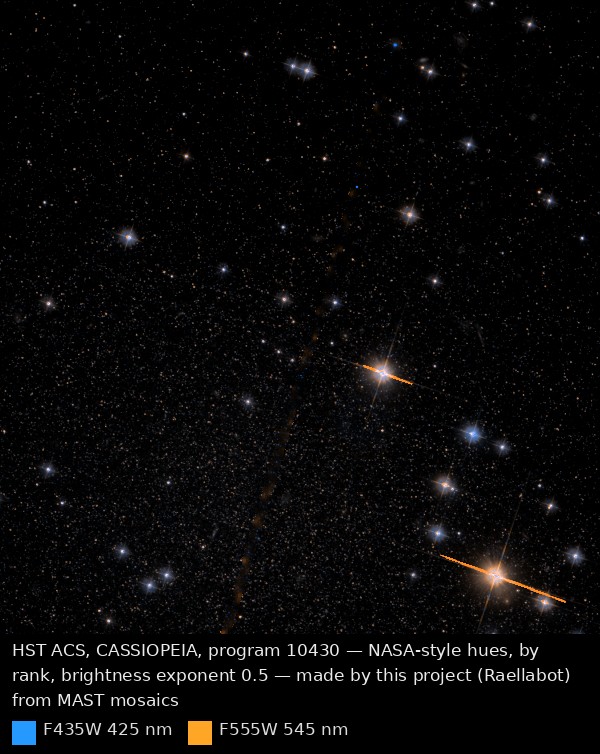 HST ACS, CASSIOPEIA, program 10430 — NASA-style hues, by
rank, brightness exponent 0.5 — made by this project (Raellabot)
from MAST mosaics
F435W 425 nm F555W 545 nm